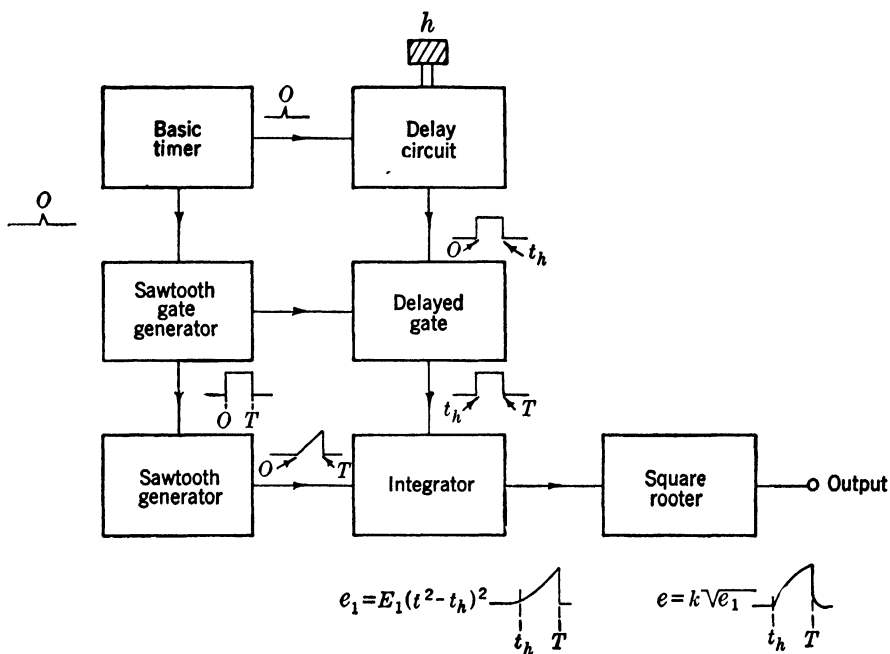 h
O
Basic
timer
Delay
circuit
O
O
t_h
Sawtooth
gate
generator
Delayed
gate
O T
t_h
T
Sawtooth
generator
O
T
Integrator
Square
rooter
Output
e₁=E₁(t²-t_h)²
t_h T
e=k√e₁
t_h T